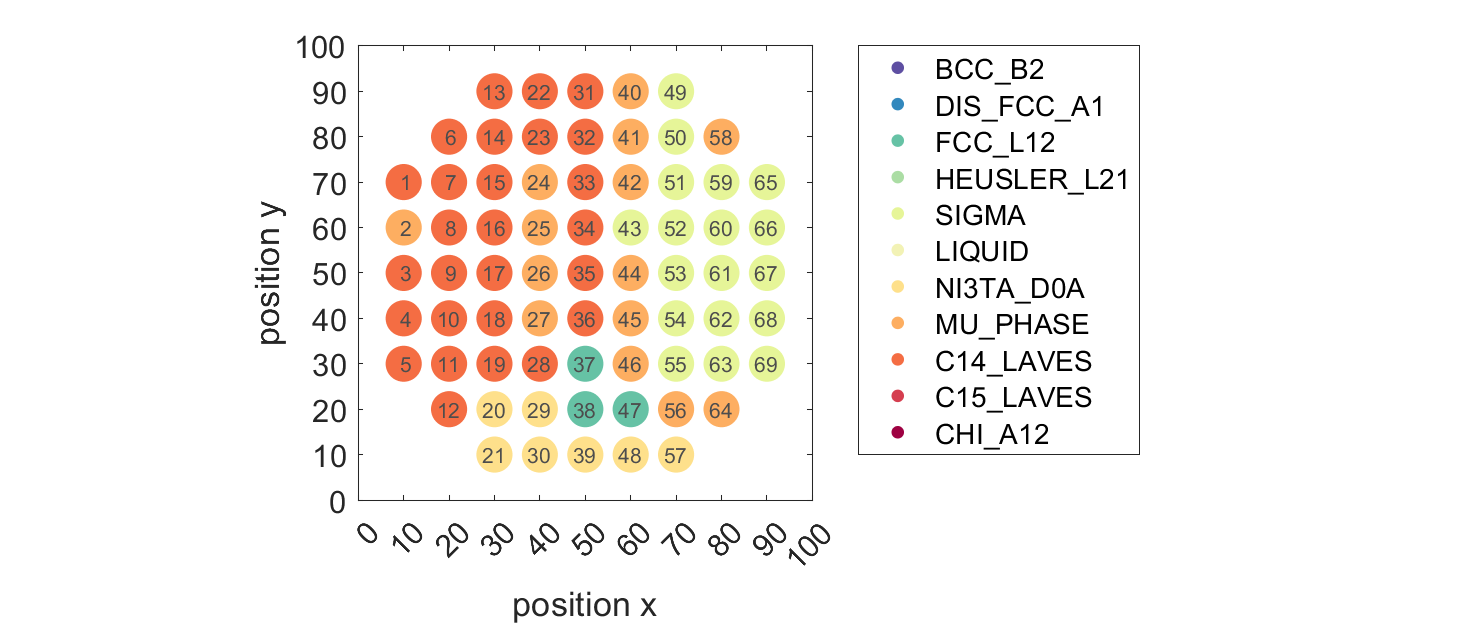 100
90
80
70
60
50
40
30
20
10
0
position y
13 22 31 40 49
6 14 23 32 41 50 58
1 7 15 24 33 42 51 59 65
2 8 16 25 34 43 52 60 66
3 9 17 26 35 44 53 61 67
4 10 18 27 36 45 54 62 68
5 11 19 28 37 46 55 63 69
12 20 29 38 47 56 64
21 30 39 48 57
0 10 20 30 40 50 60 70 80 90 100
position x
BCC_B2
DIS_FCC_A1
FCC_L12
HEUSLER_L21
SIGMA
LIQUID
NI3TA_D0A
MU_PHASE
C14_LAVES
C15_LAVES
CHI_A12